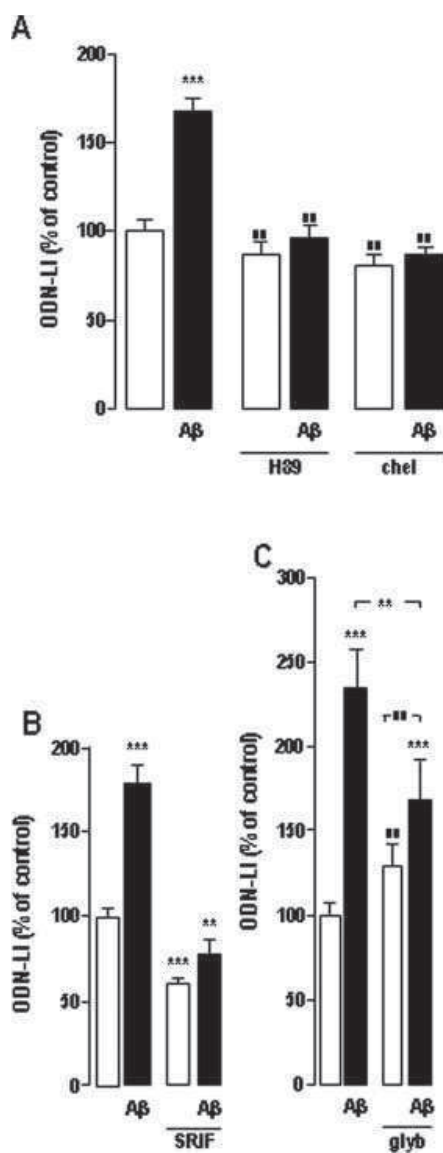 A
ODN-LI (% of control)
200
150
100
50
0
***
Aβ
Aβ
Aβ
H89
chel
B
ODN-LI (% of control)
200
150
100
50
0
***
***
**
Aβ
Aβ
SRIF
C
ODN-LI (% of control)
300
250
200
150
100
50
0
**
***
***
Aβ
Aβ
glyb